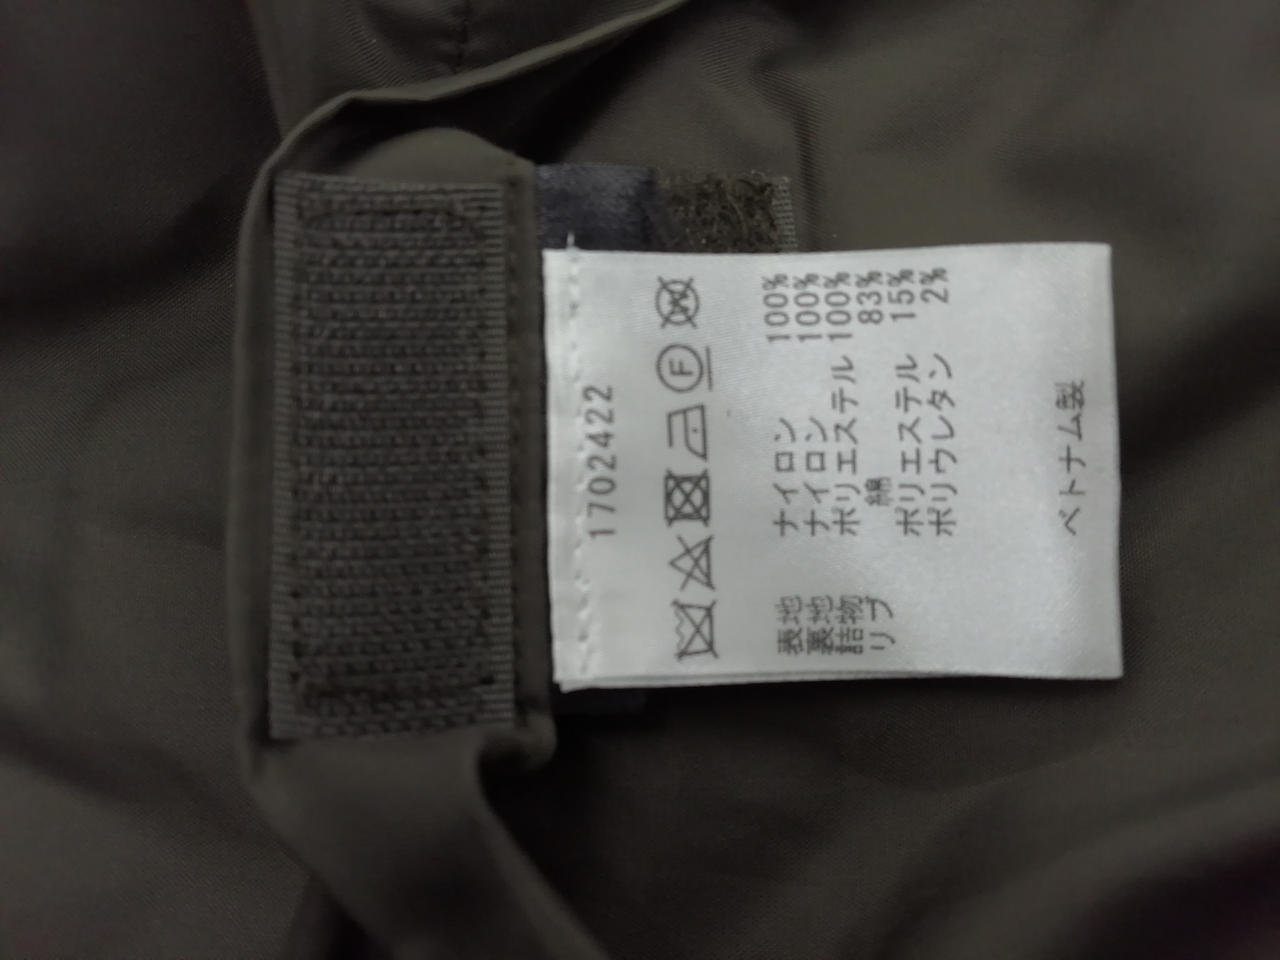 1702422
F W
表地 ナイロン 100%
裏地 ナイロン 100%
詰物 ポリエステル 100%
リブ 綿 83%
ポリエステル 15%
ポリウレタン 2%
ベトナム製